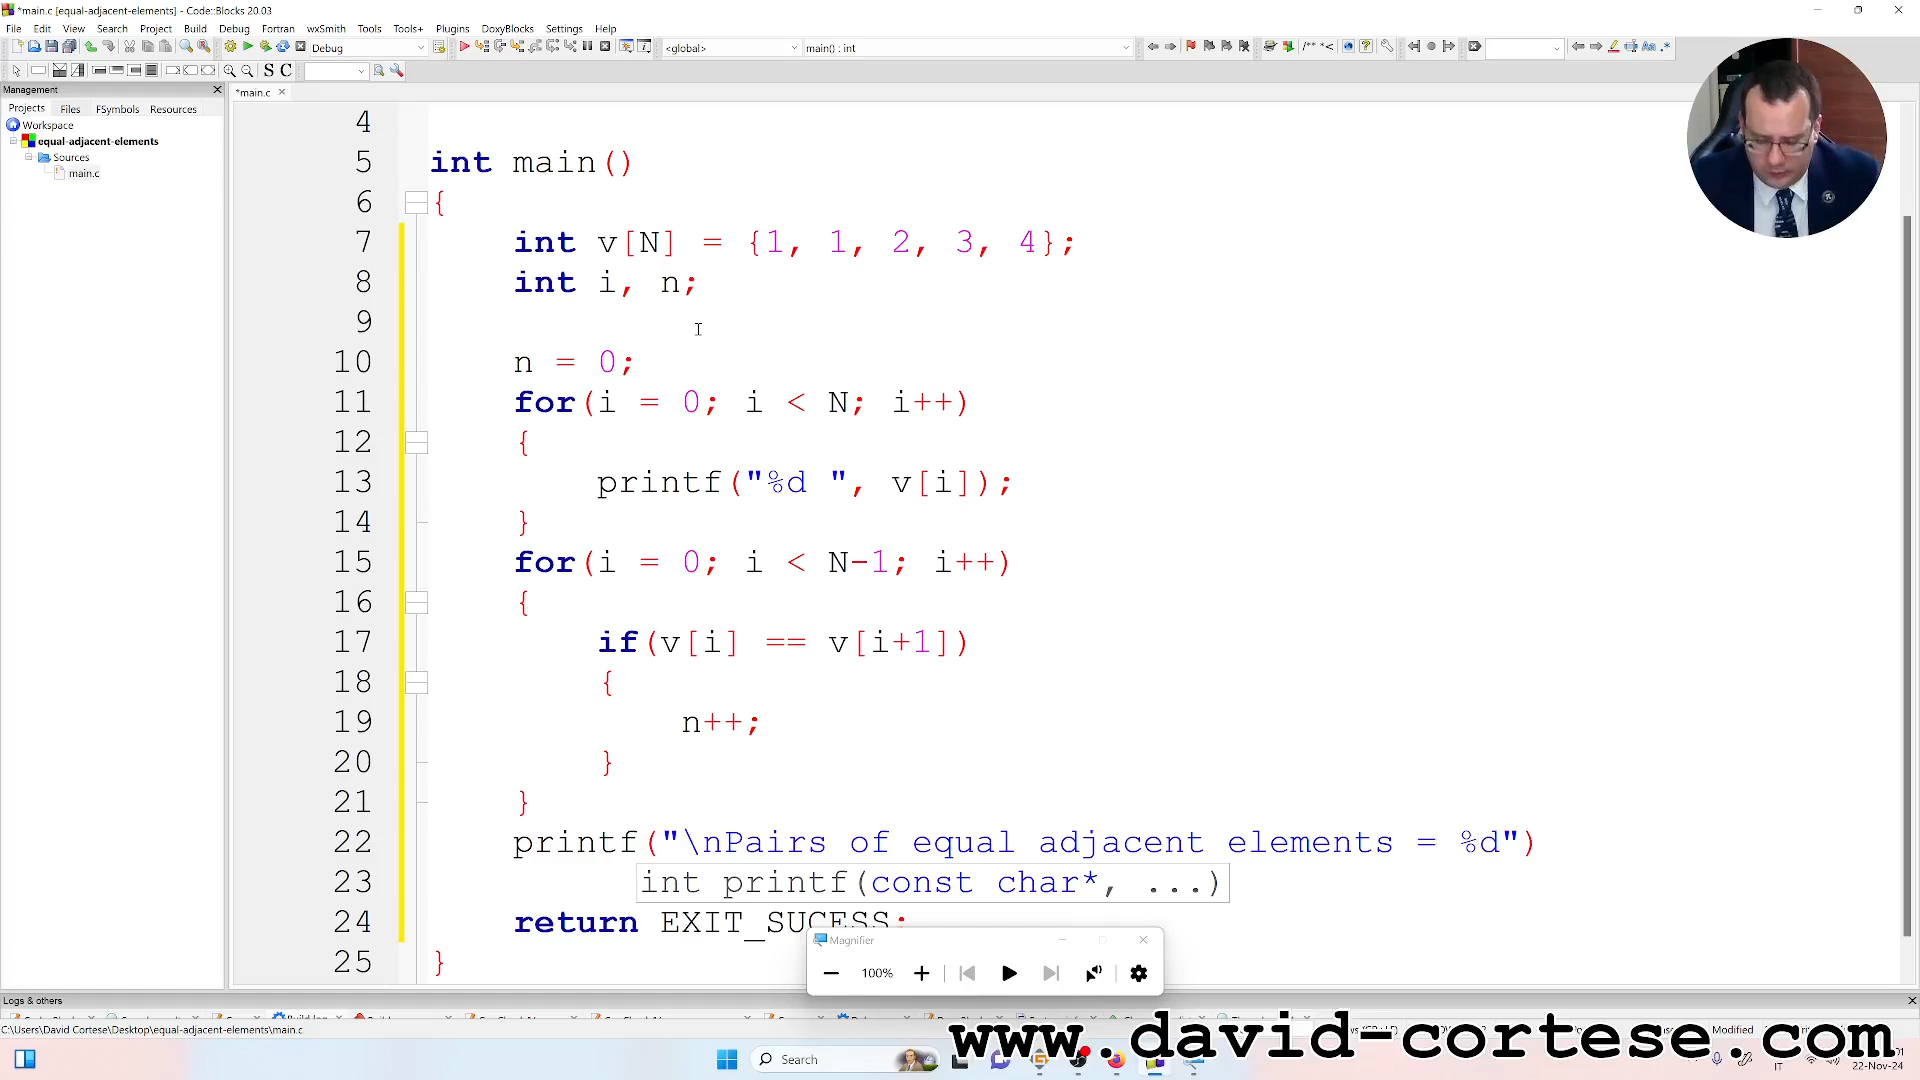 *main.c [equal-adjacent-elements] - Code::Blocks 20.03
File Edit View Search Project Build Debug Fortran wxSmith Tools Tools+ Plugins DoxyBlocks Settings Help
Debug <global> main() : int
S C
Management
Projects Files FSymbols Resources
Workspace
equal-adjacent-elements
Sources
main.c
*main.c
4
5 int main()
6 {
7 int v[N] = {1, 1, 2, 3, 4};
8 int i, n;
9
10 n = 0;
11 for(i = 0; i < N; i++)
12 {
13 printf("%d ", v[i]);
14 }
15 for(i = 0; i < N-1; i++)
16 {
17 if(v[i] == v[i+1])
18 {
19 n++;
20 }
21 }
22 printf("\nPairs of equal adjacent elements = %d")
23 int printf(const char*, ...)
24 return EXIT_SUCESS;
25 }
Magnifier
100%
Logs & others
C:\Users\David Cortese\Desktop\equal-adjacent-elements\main.c
Modified
www.david-cortese.com
Search
IT
22-Nov-24